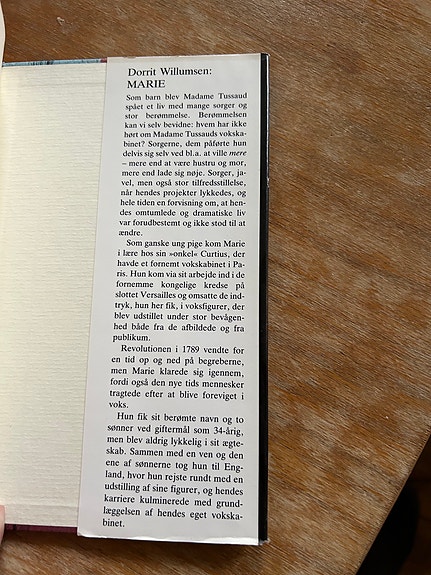 Dorrit Willumsen:
MARIE
Som barn blev Madame Tussaud
spået et liv med mange sorger og
stor berømmelse. Berømmelsen
kan vi selv bevidne: hvem har ikke
hørt om Madame Tussauds vokska-
binet? Sorgerne, dem påførte hun
delvis sig selv ved bl.a. at ville mere
– mere end at være hustru og mor,
mere end lade sig nøje. Sorger, ja-
vel, men også stor tilfredsstillelse,
når hendes projekter lykkedes, og
hele tiden en forvisning om, at hen-
des omtumlede og dramatiske liv
var forudbestemt og ikke stod til at
ændre.
Som ganske ung pige kom Marie
i lære hos sin »onkel« Curtius, der
havde et fornemt vokskabinet i Pa-
ris. Hun kom via sit arbejde ind i de
fornemme kongelige kredse på
slottet Versailles og omsatte de ind-
tryk, hun her fik, i voksfigurer, der
blev udstillet under stor bevågen-
hed både fra de afbildede og fra
publikum.
Revolutionen i 1789 vendte for
en tid op og ned på begreberne,
men Marie klarede sig igennem,
fordi også den nye tids mennesker
tragtede efter at blive foreviget i
voks.
Hun fik sit berømte navn og to
sønner ved giftermål som 34-årig,
men blev aldrig lykkelig i sit ægte-
skab. Sammen med en ven og den
ene af sønnerne tog hun til Eng-
land, hvor hun rejste rundt med en
udstilling af sine figurer, og hendes
karriere kulminerede med grund-
læggelsen af hendes eget vokska-
binet.